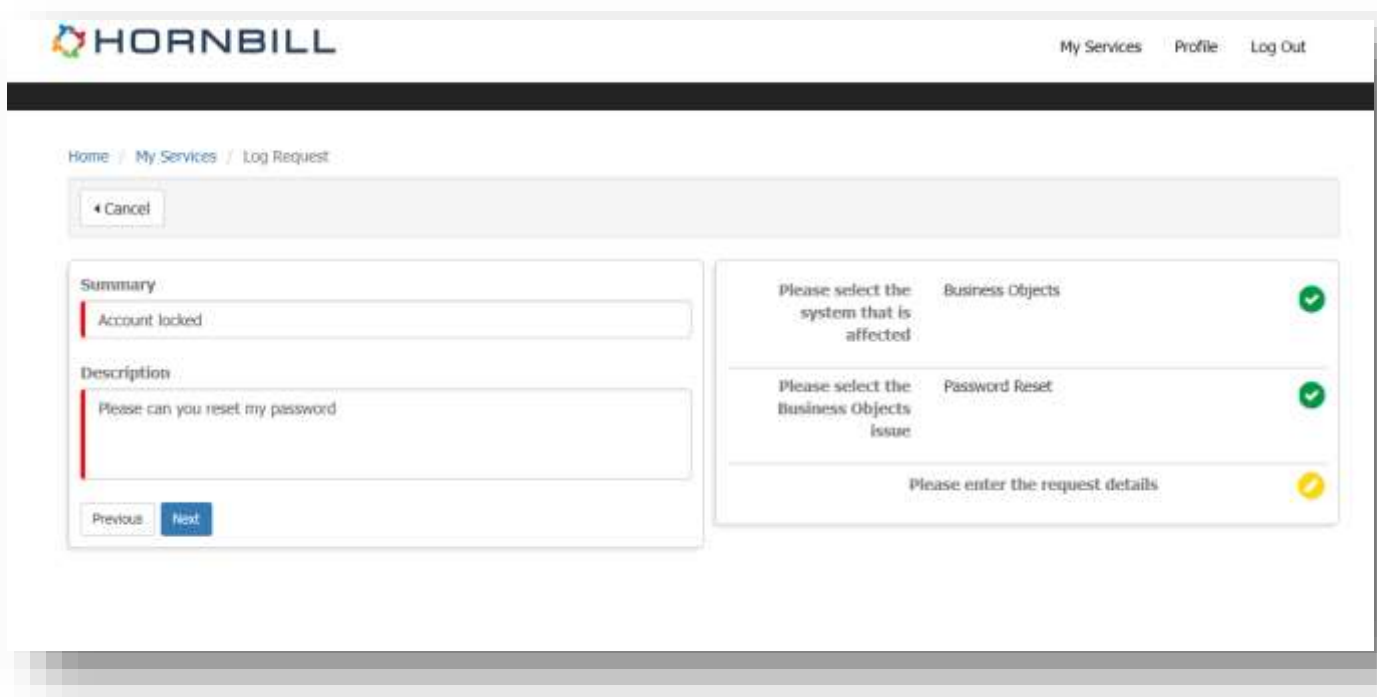 HORNBILL
My Services Profile Log Out
Home / My Services / Log Request
Cancel
Summary
Account locked
Description
Please can you reset my password
Previous Next
Please select the
system that is
affected
Business Objects
Please select the
Business Objects
issue
Password Reset
Please enter the request details